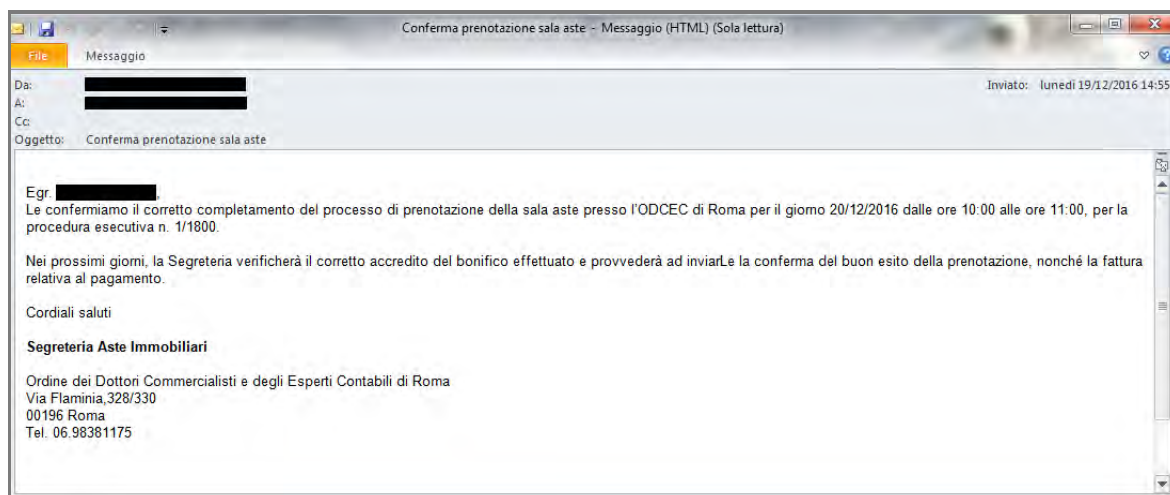 Conferma prenotazione sala aste - Messaggio (HTML) (Sola lettura)
File Messaggio
Da:
Inviato: lunedì 19/12/2016 14:55
A:
Cc:
Oggetto: Conferma prenotazione sala aste
Egr. ,
Le confermiamo il corretto completamento del processo di prenotazione della sala aste presso l'ODCEC di Roma per il giorno 20/12/2016 dalle ore 10:00 alle ore 11:00, per la
procedura esecutiva n. 1/1800.
Nei prossimi giorni, la Segreteria verificherà il corretto accredito del bonifico effettuato e provvederà ad inviarLe la conferma del buon esito della prenotazione, nonché la fattura
relativa al pagamento.
Cordiali saluti
Segreteria Aste Immobiliari
Ordine dei Dottori Commercialisti e degli Esperti Contabili di Roma
Via Flaminia,328/330
00196 Roma
Tel. 06.98381175